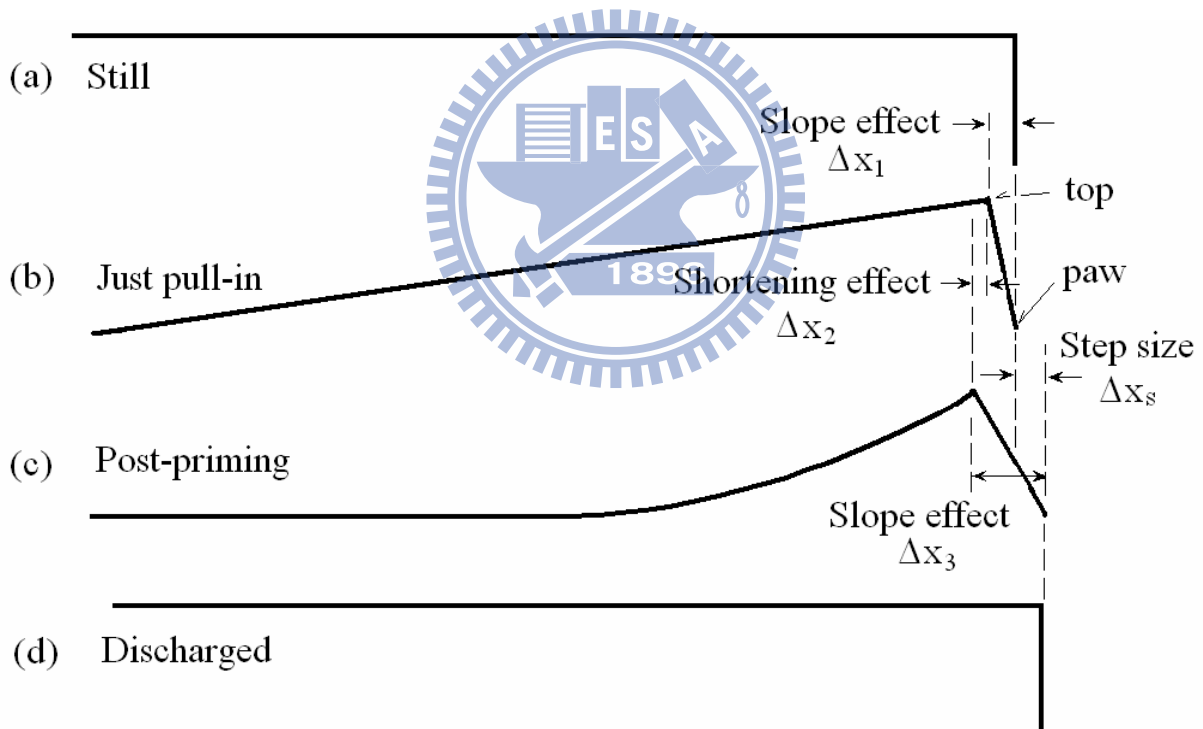 (a) Still
E S A
Slope effect
Δx₁
top
(b) Just pull-in
1896
Shortening effect
Δx₂
paw
Step size
Δxₛ
(c) Post-priming
Slope effect
Δx₃
(d) Discharged